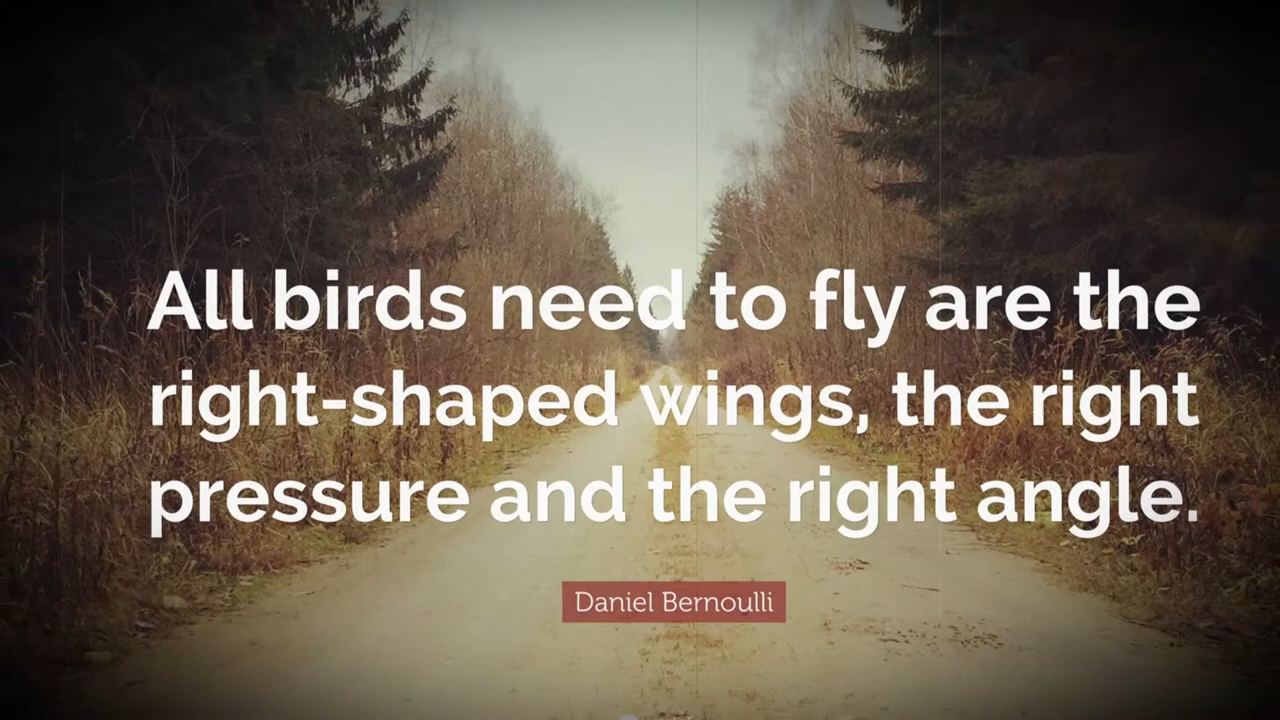 All birds need to fly are the
right-shaped wings, the right
pressure and the right angle.
Daniel Bernoulli